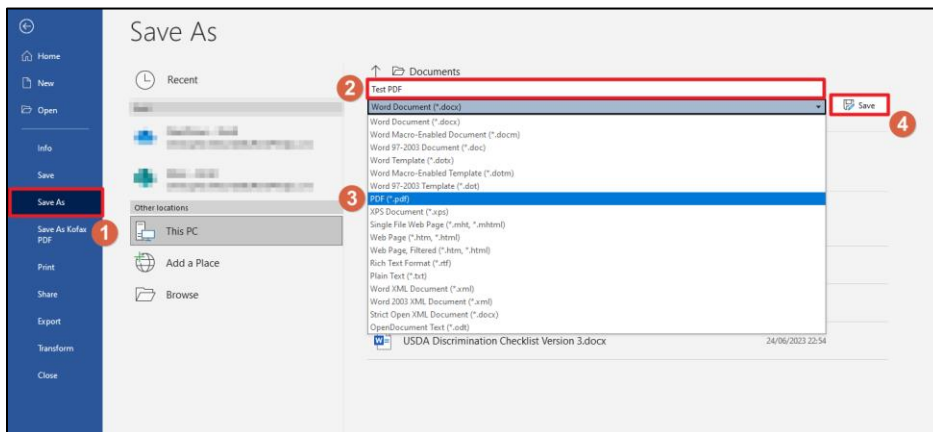 Save As
Home
New
Open
Info
Save
Save As
Save As Kofax
PDF
Print
Share
Export
Transform
Close
1
Recent
Other locations
This PC
Add a Place
Browse
Documents
2
Test PDF
Word Document (*.docx)
Save
4
Word Document (*.docx)
Word Macro-Enabled Document (*.docm)
Word 97-2003 Document (*.doc)
Word Template (*.dotx)
Word Macro-Enabled Template (*.dotm)
Word 97-2003 Template (*.dot)
3
PDF (*.pdf)
XPS Document (*.xps)
Single File Web Page (*.mht, *.mhtml)
Web Page (*.htm, *.html)
Web Page, Filtered (*.htm, *.html)
Rich Text Format (*.rtf)
Plain Text (*.txt)
Word XML Document (*.xml)
Word 2003 XML Document (*.xml)
Strict Open XML Document (*.docx)
OpenDocument Text (*.odt)
USDA Discrimination Checklist Version 3.docx 24/06/2023 22:54